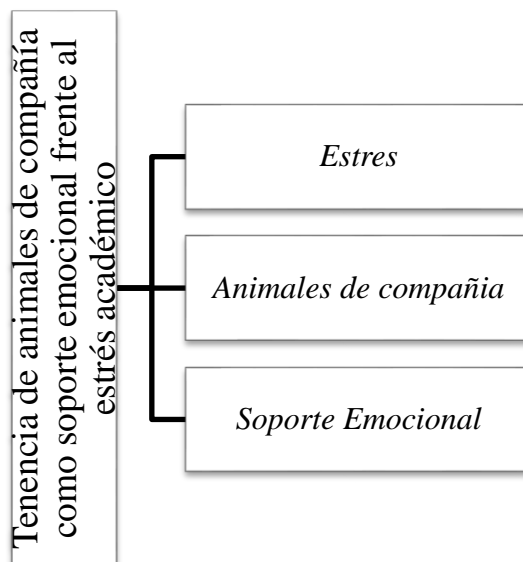 Tenencia de animales de compañía
como soporte emocional frente al
estrés académico
Estres
Animales de compañia
Soporte Emocional